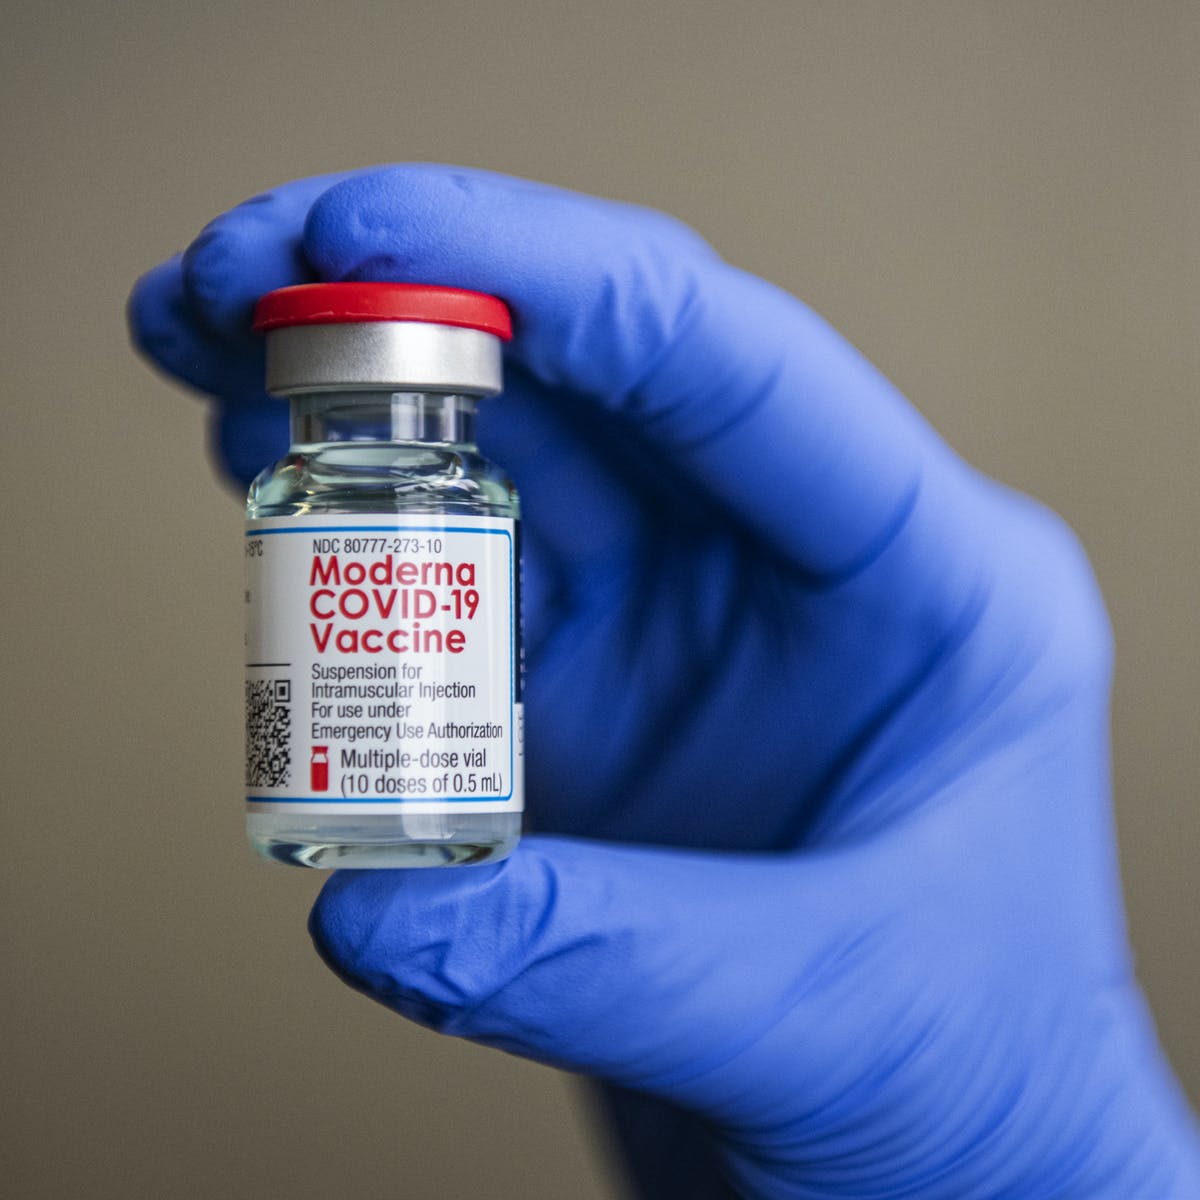 NDC 80777-273-10
Moderna
COVID-19
Vaccine
Suspension for
Intramuscular Injection
For use under
Emergency Use Authorization
Multiple-dose vial
(10 doses of 0.5 mL)